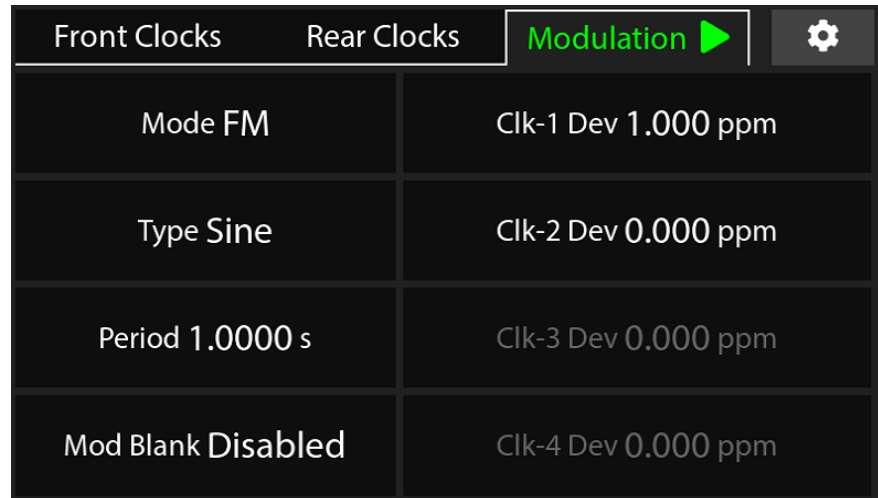 Front Clocks Rear Clocks Modulation
Mode FM Clk-1 Dev 1.000 ppm
Type Sine Clk-2 Dev 0.000 ppm
Period 1.0000 s Clk-3 Dev 0.000 ppm
Mod Blank Disabled Clk-4 Dev 0.000 ppm